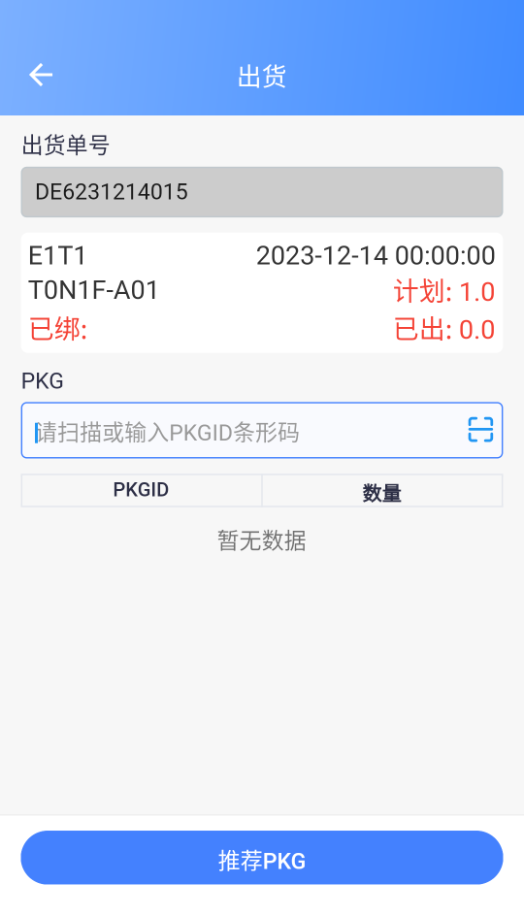 出货
出货单号
DE6231214015
E1T1 2023-12-14 00:00:00
T0N1F-A01 计划: 1.0
已绑: 已出: 0.0
PKG
请扫描或输入PKGID条形码
PKGID 数量
暂无数据
推荐PKG